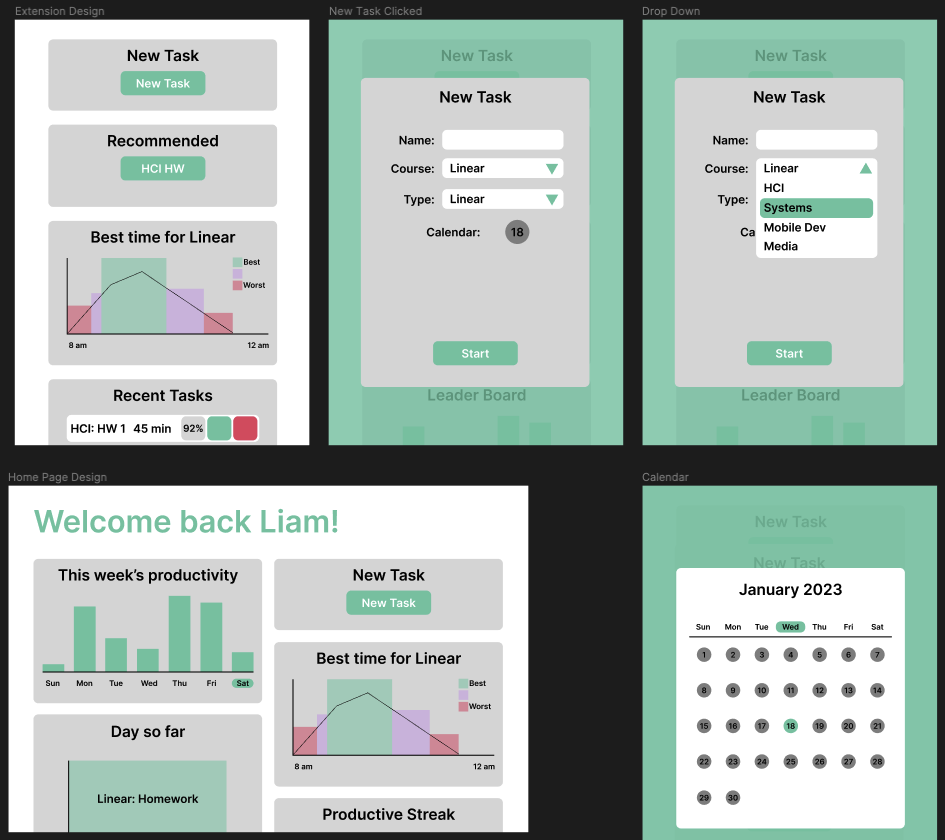 Extension Design
New Task
New Task
Recommended
HCI HW
Best time for Linear
Best
Worst
8 am
12 am
Recent Tasks
HCI: HW 1 45 min 92%
New Task Clicked
New Task
New Task
Name:
Course: Linear
Type: Linear
Calendar: 18
Start
Leader Board
Drop Down
New Task
New Task
Name:
Course: Linear
HCI
Type:
Systems
Mobile Dev
Ca
Media
Start
Leader Board
Home Page Design
Welcome back Liam!
This week's productivity
Sun Mon Tue Wed Thu Fri Sat
Day so far
Linear: Homework
New Task
New Task
Best time for Linear
Best
Worst
8 am
12 am
Productive Streak
Calendar
New Task
New Task
January 2023
Sun Mon Tue Wed Thu Fri Sat
1 2 3 4 5 6 7
8 9 10 11 12 13 14
15 16 17 18 19 20 21
22 23 24 25 26 27 28
29 30